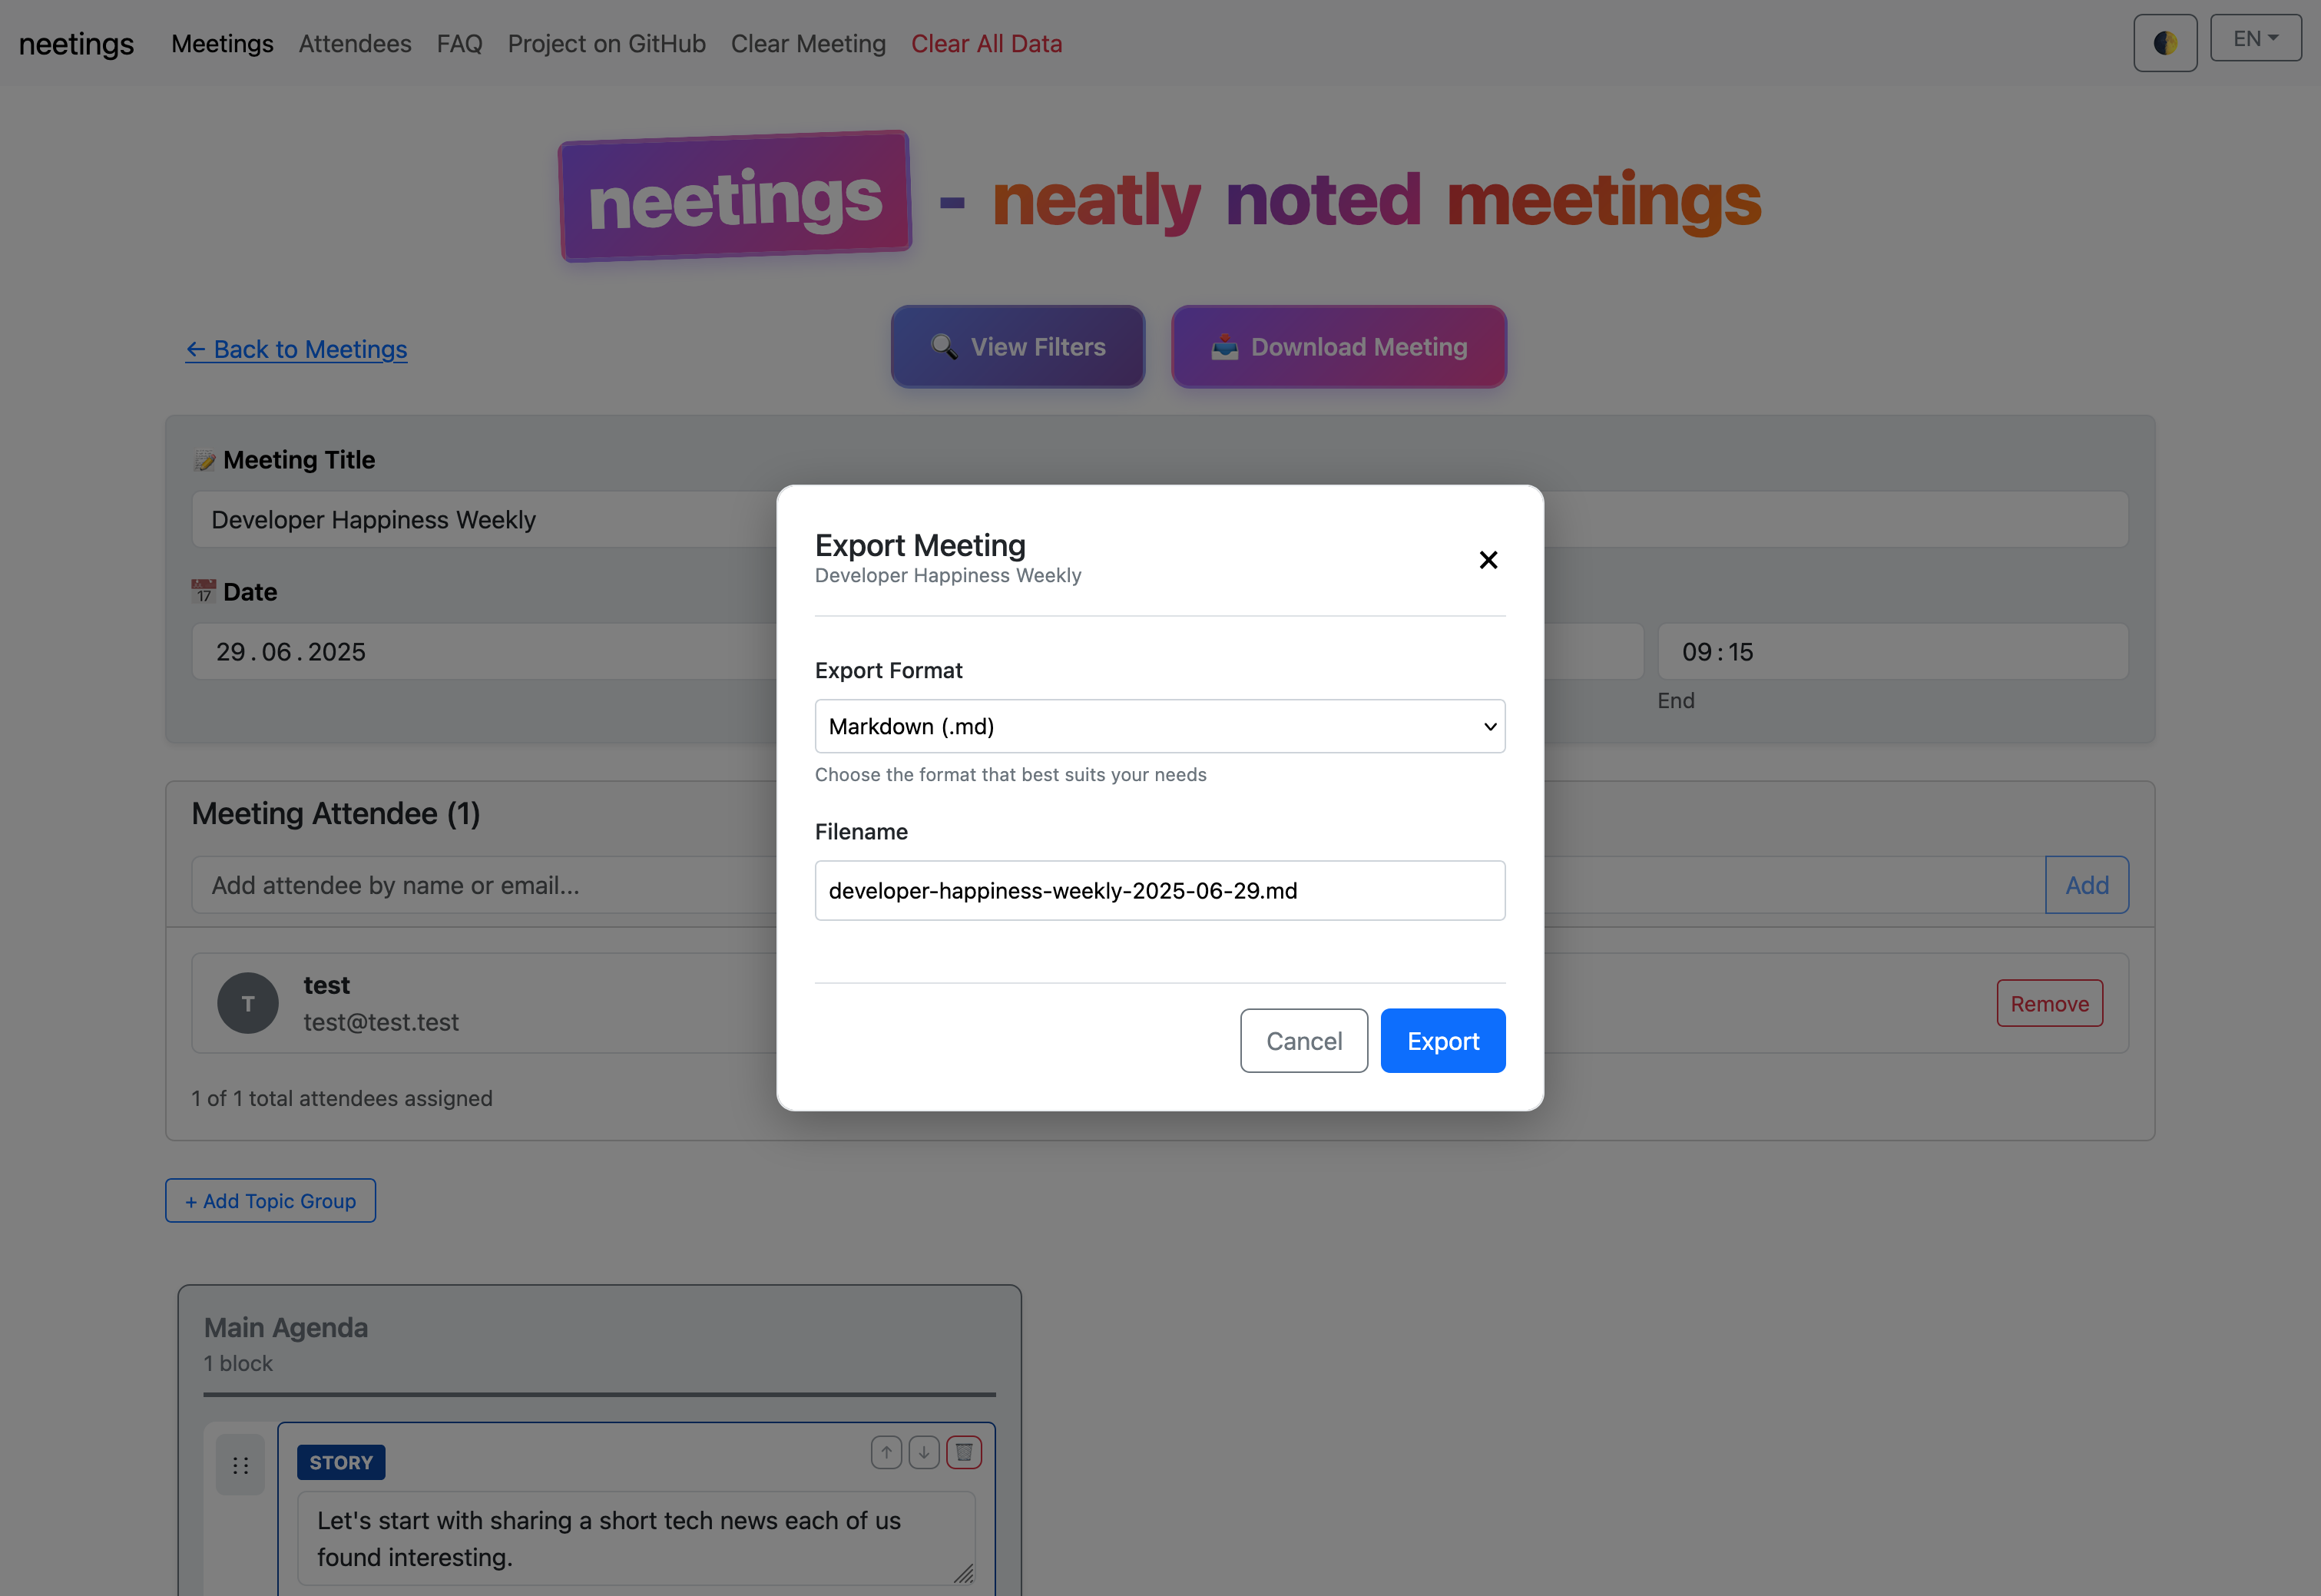 neetings Meetings Attendees FAQ Project on GitHub Clear Meeting Clear All Data EN
neetings - neatly noted meetings
← Back to Meetings
View Filters
Download Meeting
Meeting Title
Developer Happiness Weekly
17 Date
29.06.2025
09:15
End
Meeting Attendee (1)
Add attendee by name or email...
Add
T
test
test@test.test
Remove
1 of 1 total attendees assigned
+ Add Topic Group
Main Agenda
1 block
STORY
Let's start with sharing a short tech news each of us
found interesting.
Export Meeting
Developer Happiness Weekly
Export Format
Markdown (.md)
Choose the format that best suits your needs
Filename
developer-happiness-weekly-2025-06-29.md
Cancel
Export